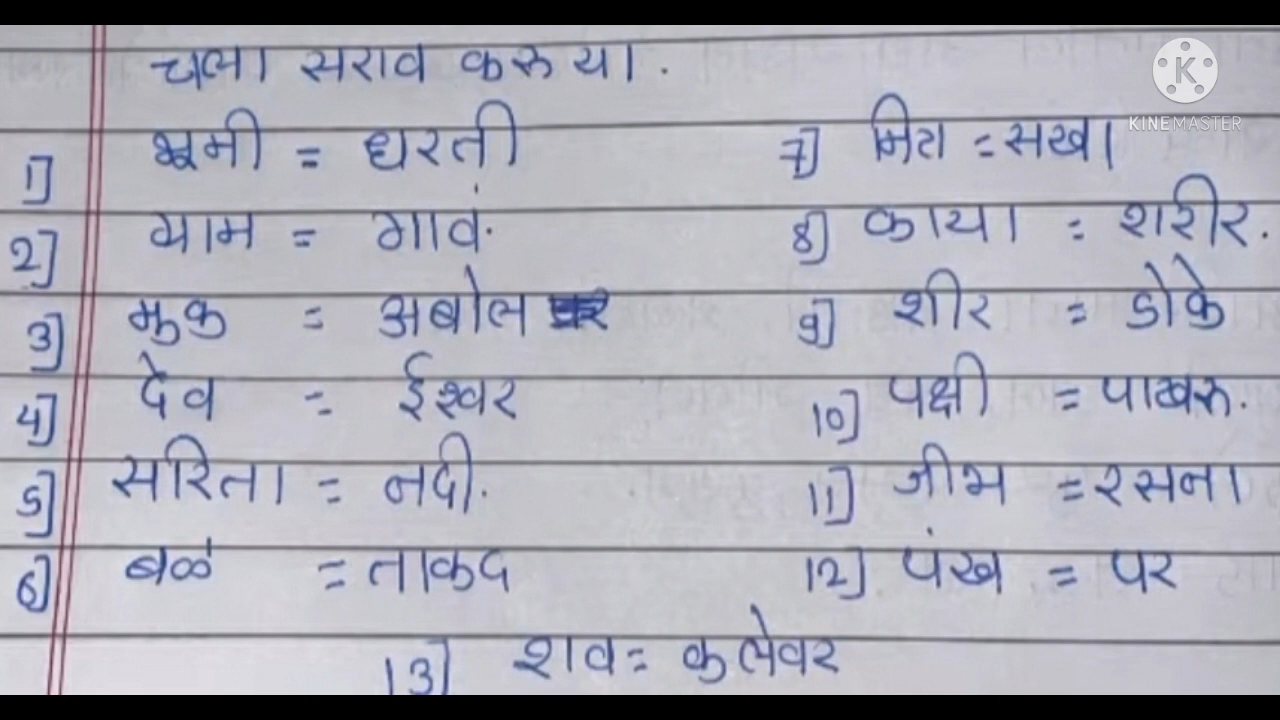 चला सराव करू या.
1] भूमी = धरती
2] ग्राम = गावं.
3] मुक = अबोल
4] देव = ईश्वर
5] सरिता = नदी.
6] बळं = ताकद
7] मित्र = सखा
8] काया = शरीर.
9] शीर = डोके
10] पक्षी = पाखरु.
11] जीभ = रसना
12] पंख = पर
13] शव = कलेवर
KINEMASTER